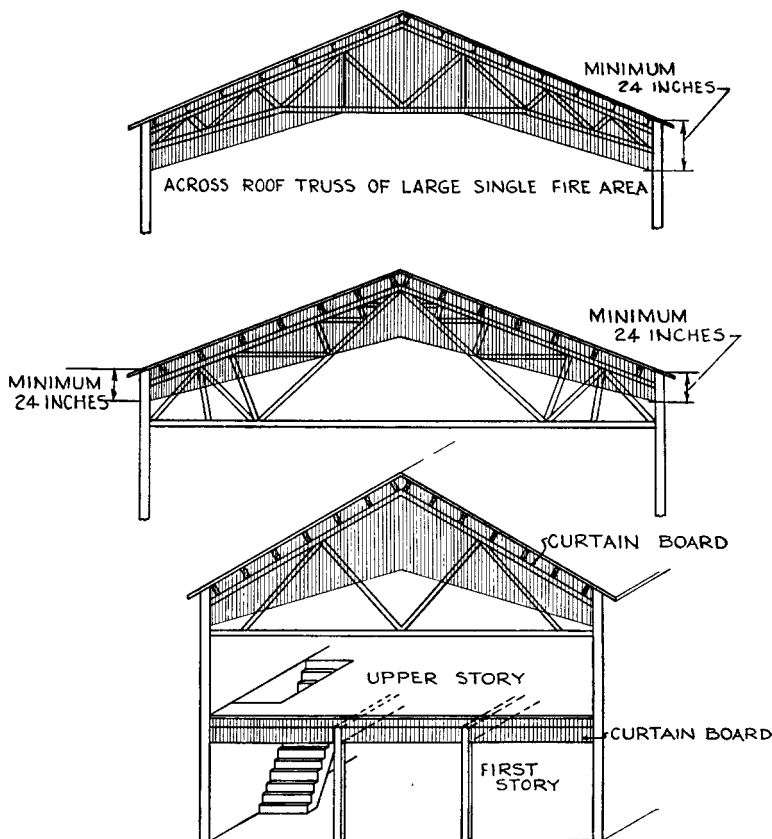 MINIMUM
24 INCHES
ACROSS ROOF TRUSS OF LARGE SINGLE FIRE AREA
MINIMUM
24 INCHES
MINIMUM
24 INCHES
CURTAIN BOARD
UPPER STORY
CURTAIN BOARD
FIRST
STORY